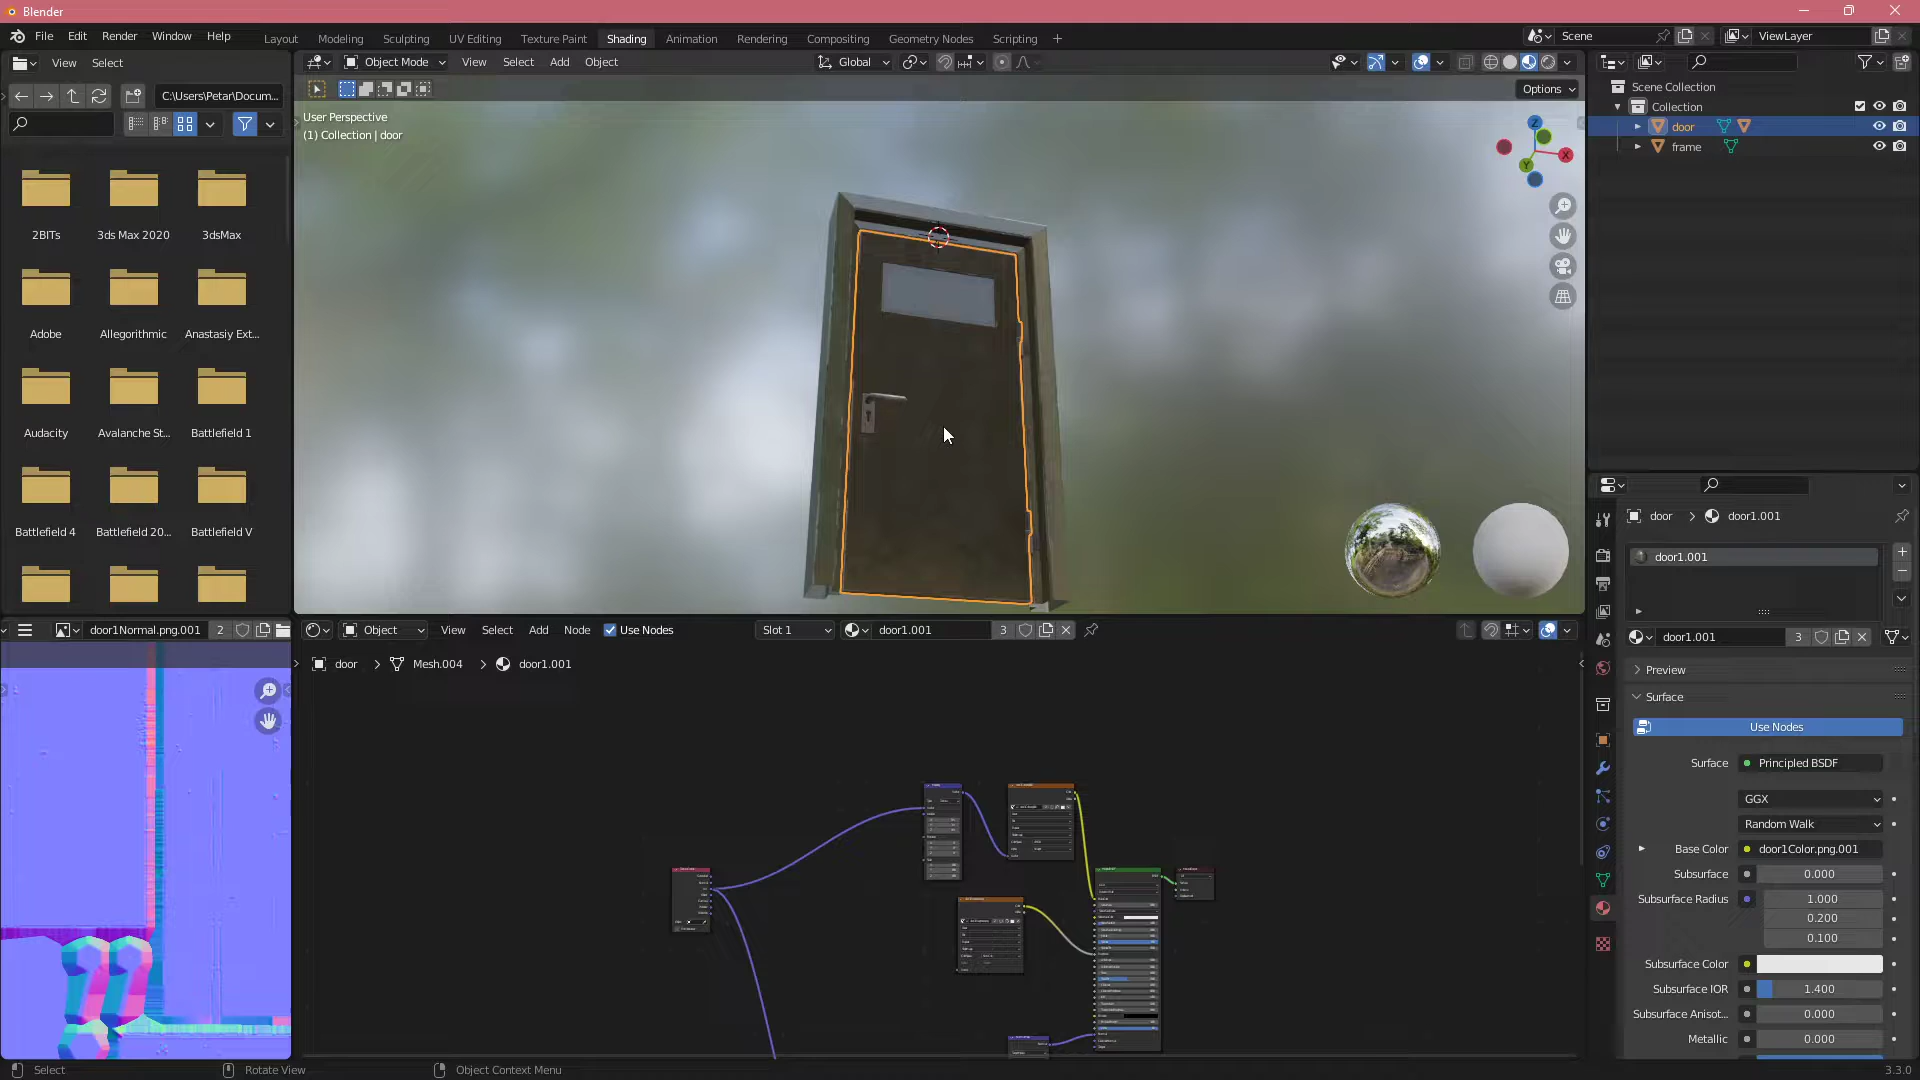 Blender
File Edit Render Window Help
Layout Modeling Sculpting UV Editing Texture Paint Shading Animation Rendering Compositing Geometry Nodes Scripting
Scene
ViewLayer
View Select
C:\Users\Petar\Docum...
2BITs 3ds Max 2020 3dsMax
Adobe Allegorithmic Anastasiy Ext...
Audacity Avalanche St... Battlefield 1
Battlefield 4 Battlefield 20... Battlefield V
Object Mode View Select Add Object Global
Options
User Perspective
(1) Collection | door
Z
X
Y
Scene Collection
Collection
door
frame
door door1.001
door1.001
door1.001 3
Preview
Surface
Use Nodes
Surface Principled BSDF
GGX
Random Walk
Base Color door1Color.png.001
Subsurface 0.000
Subsurface Radius 1.000
0.200
0.100
Subsurface Color
Subsurface IOR 1.400
Subsurface Anisot... 0.000
Metallic 0.000
door1Normal.png.001 2
Object View Select Add Node Use Nodes Slot 1 door1.001 3
door Mesh.004 door1.001
Select Rotate View Object Context Menu
3.3.0